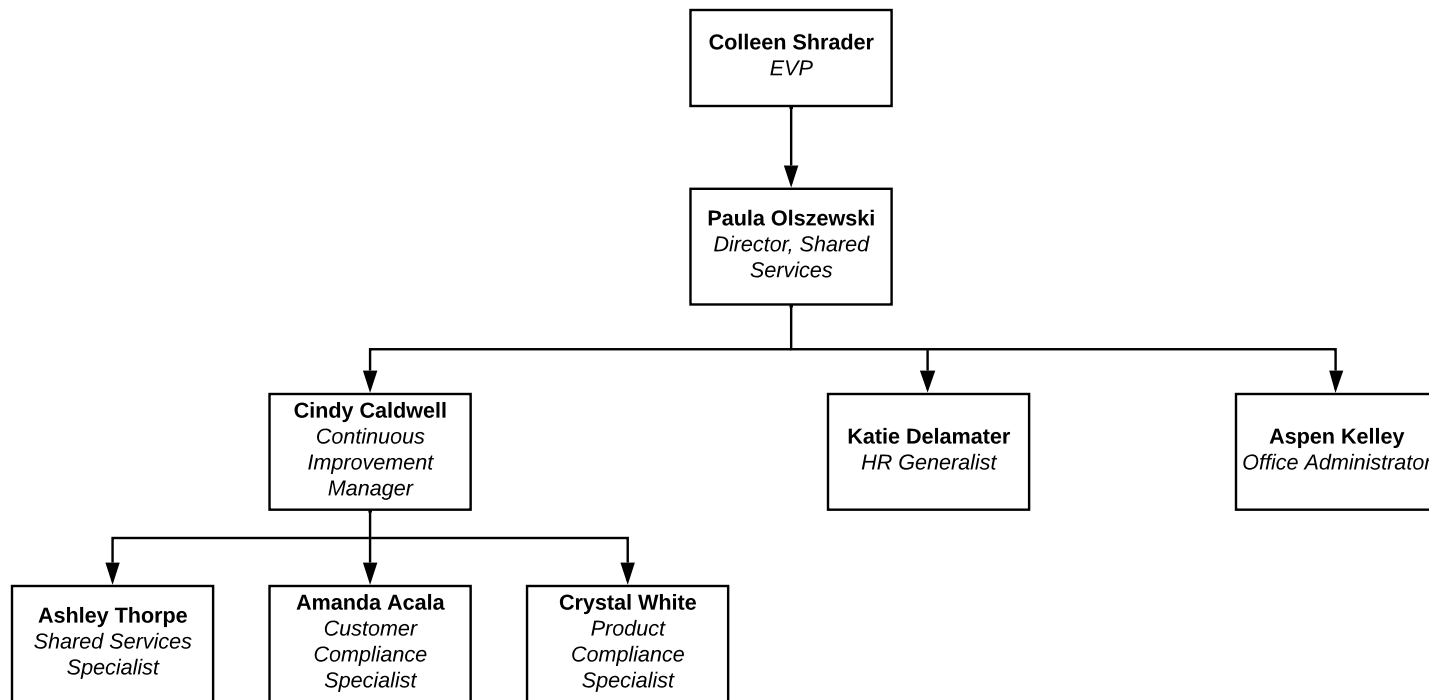 Colleen Shrader
EVP
Paula Olszewski
Director, Shared
Services
Cindy Caldwell
Continuous
Improvement
Manager
Katie Delamater
HR Generalist
Aspen Kelley
Office Administrator
Ashley Thorpe
Shared Services
Specialist
Amanda Acala
Customer
Compliance
Specialist
Crystal White
Product
Compliance
Specialist